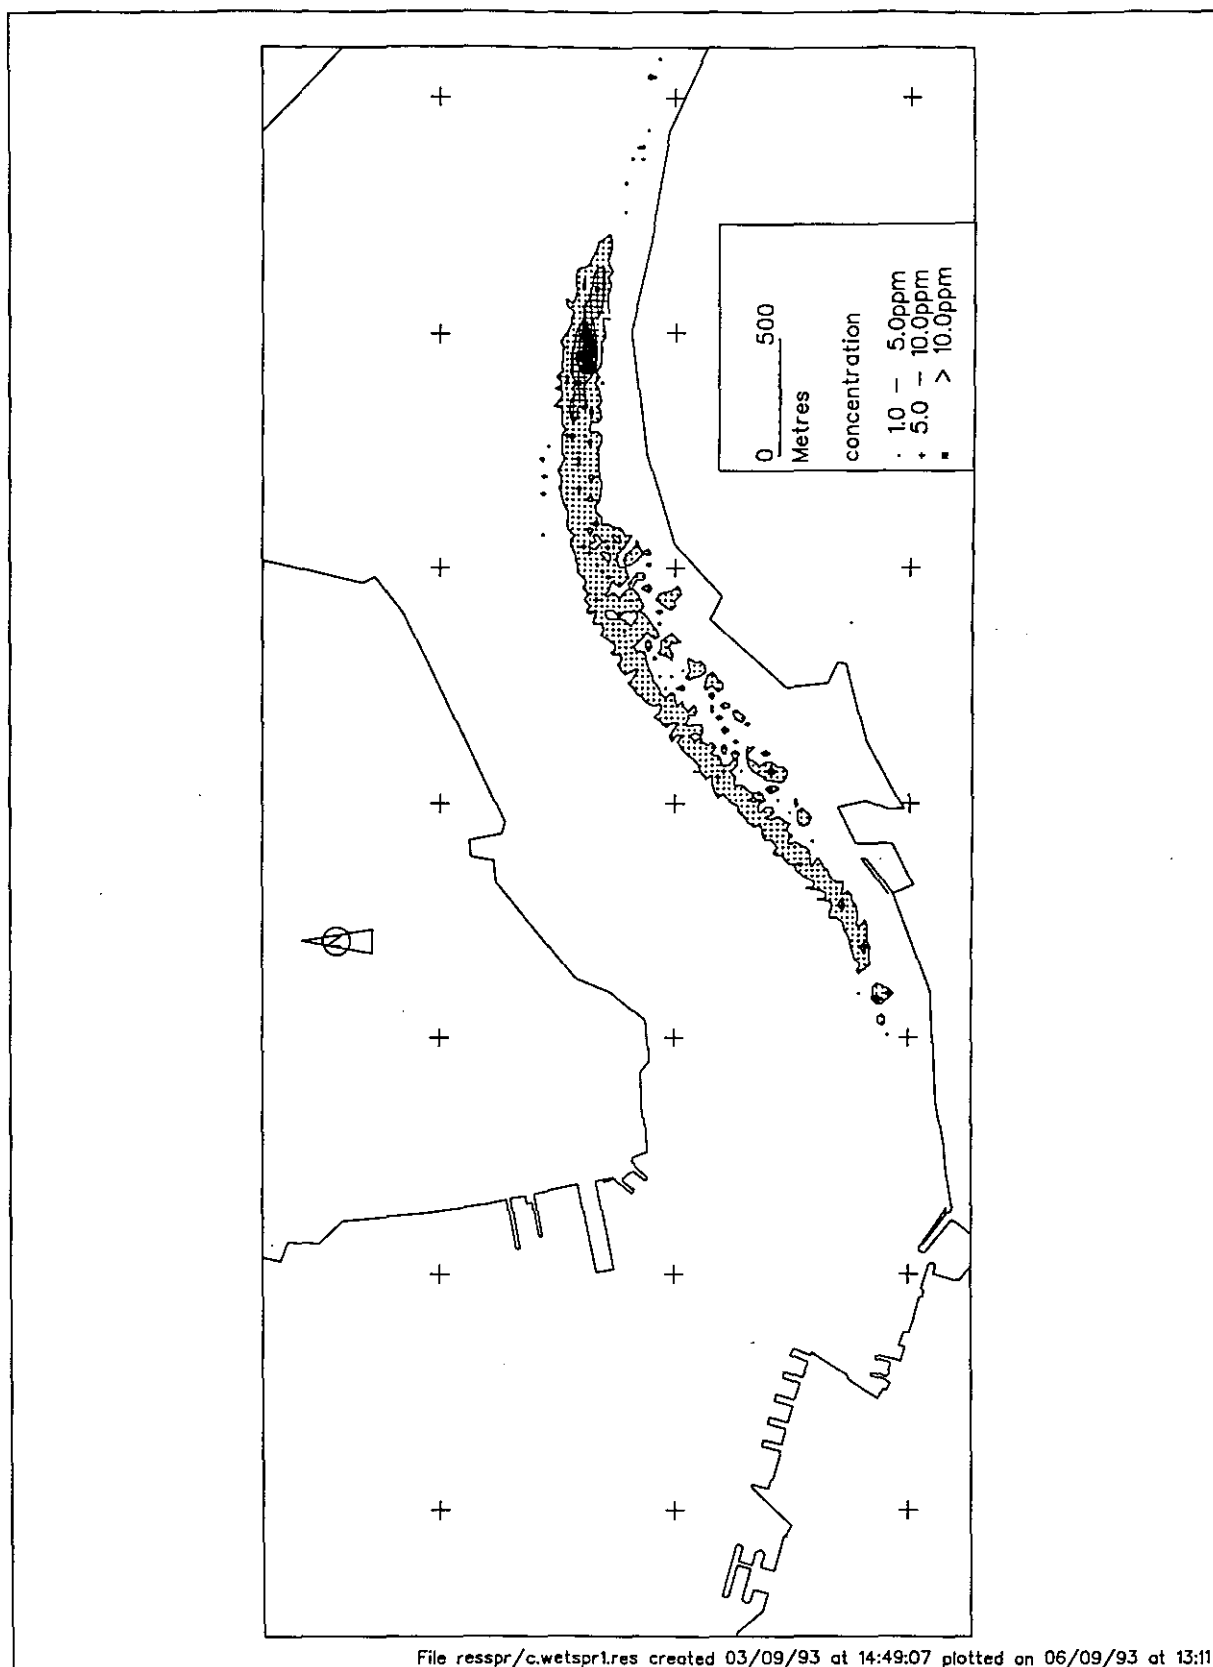 0 500
Metres
concentration
· 1.0 — 5.0ppm
+ 5.0 — 10.0ppm
▪ > 10.0ppm
N
File resspr/c.wetspr1.res created 03/09/93 at 14:49:07 plotted on 06/09/93 at 13:11